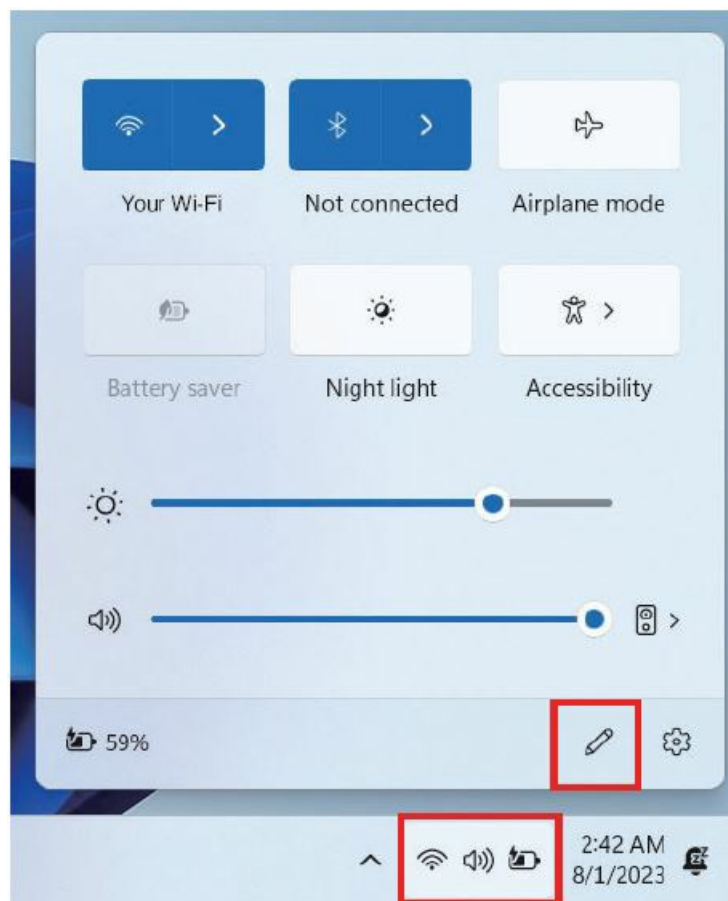 Your Wi-Fi
Not connected
Airplane mode
Battery saver
Night light
Accessibility
59%
2:42 AM
8/1/2023